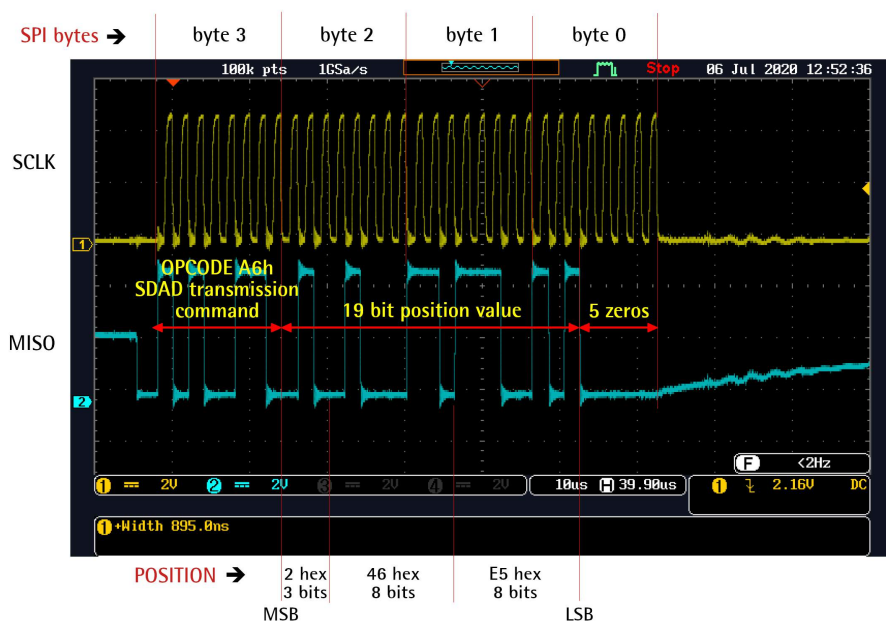 SPI bytes ➔ byte 3 byte 2 byte 1 byte 0
100k pts 1GSa/s Stop 06 Jul 2020 12:52:36
SCLK
1
OPCODE A6h
SDAD transmission
command
19 bit position value
5 zeros
MISO
2
F <2Hz
1 2V 2 2V 3 2V 4 2V 10us H 39.90us 1 2.16V DC
1 +Width 895.0ns
POSITION ➔ 2 hex 46 hex E5 hex
3 bits 8 bits 8 bits
MSB LSB